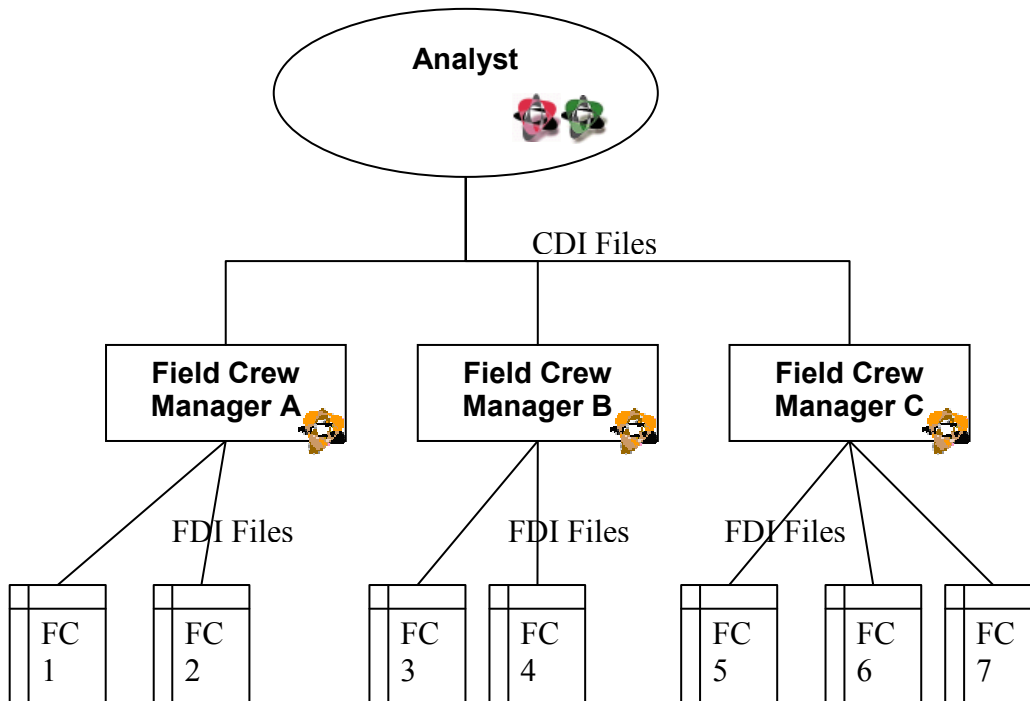 Analyst
CDI Files
Field Crew
Manager A
Field Crew
Manager B
Field Crew
Manager C
FDI Files
FDI Files
FDI Files
FC
1
FC
2
FC
3
FC
4
FC
5
FC
6
FC
7